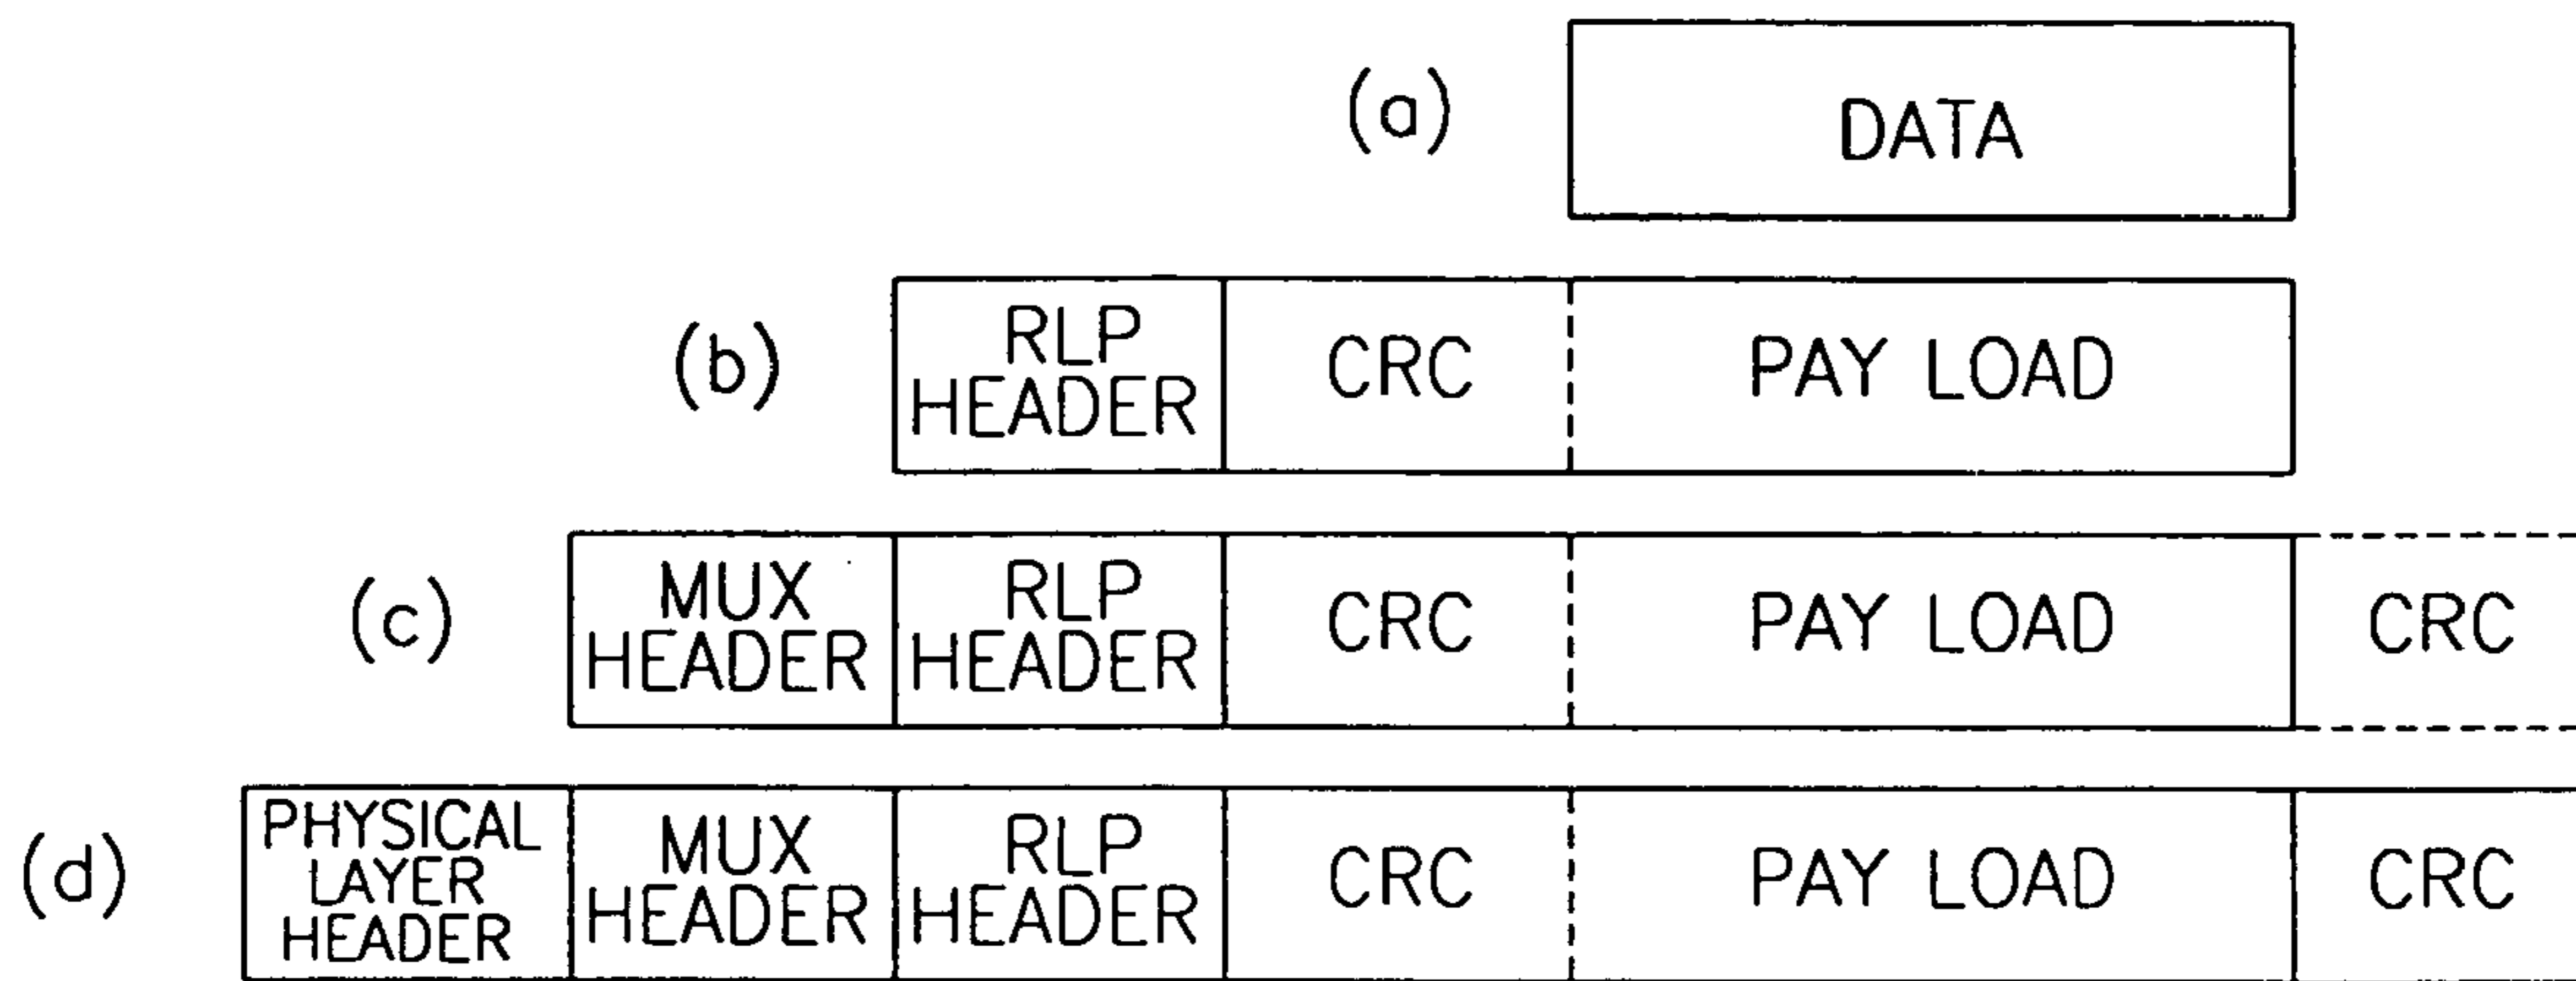 (a) DATA
(b) RLP HEADER CRC PAY LOAD
(c) MUX HEADER RLP HEADER CRC PAY LOAD CRC
(d) PHYSICAL LAYER HEADER MUX HEADER RLP HEADER CRC PAY LOAD CRC